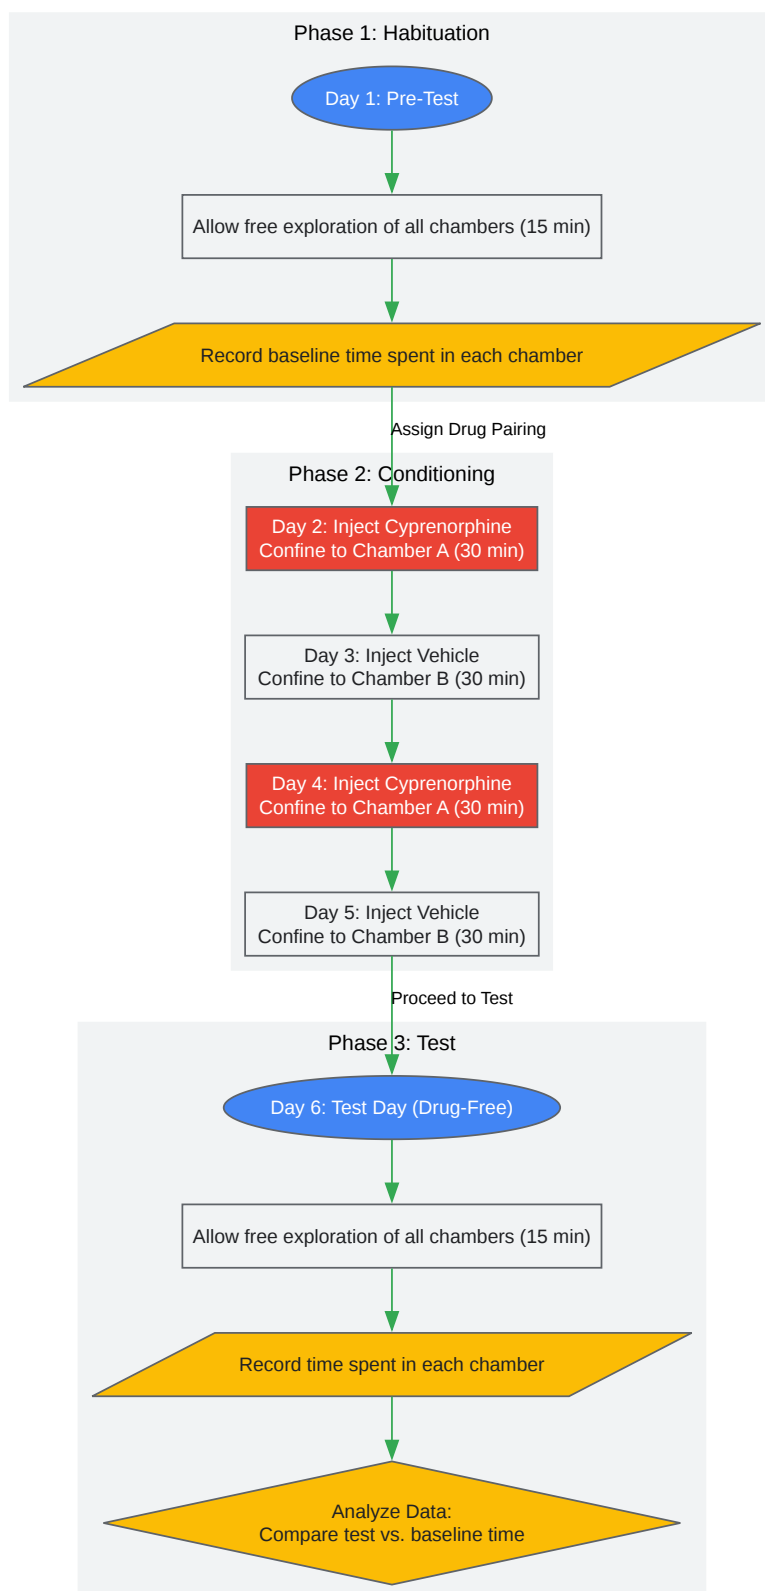 Phase 1: Habituation
Day 1: Pre-Test
Allow free exploration of all chambers (15 min)
Record baseline time spent in each chamber
Assign Drug Pairing
Phase 2: Conditioning
Day 2: Inject Cyprenorphine
Confine to Chamber A (30 min)
Day 3: Inject Vehicle
Confine to Chamber B (30 min)
Day 4: Inject Cyprenorphine
Confine to Chamber A (30 min)
Day 5: Inject Vehicle
Confine to Chamber B (30 min)
Proceed to Test
Phase 3: Test
Day 6: Test Day (Drug-Free)
Allow free exploration of all chambers (15 min)
Record time spent in each chamber
Analyze Data:
Compare test vs. baseline time